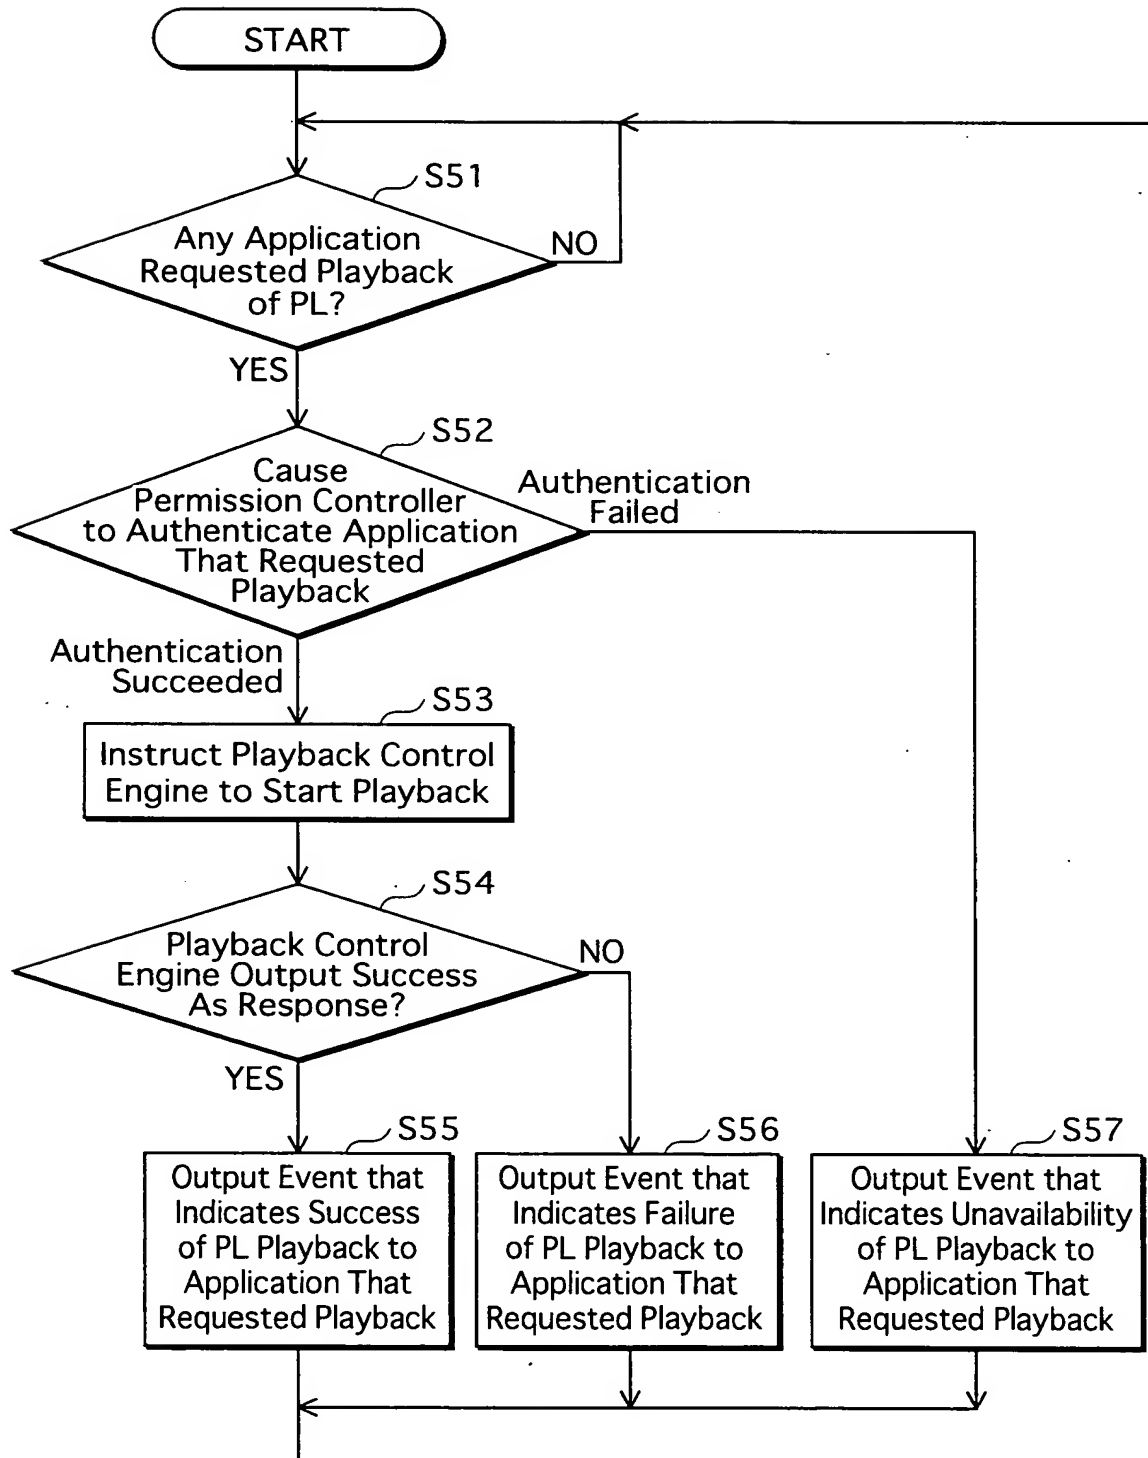 START
S51
Any Application
Requested Playback
of PL?
NO
YES
S52
Cause
Permission Controller
to Authenticate Application
That Requested
Playback
Authentication
Failed
Authentication
Succeeded
S53
Instruct Playback Control
Engine to Start Playback
S54
Playback Control
Engine Output Success
As Response?
NO
YES
S55
Output Event that
Indicates Success
of PL Playback to
Application That
Requested Playback
S56
Output Event that
Indicates Failure
of PL Playback to
Application That
Requested Playback
S57
Output Event that
Indicates Unavailability
of PL Playback to
Application That
Requested Playback